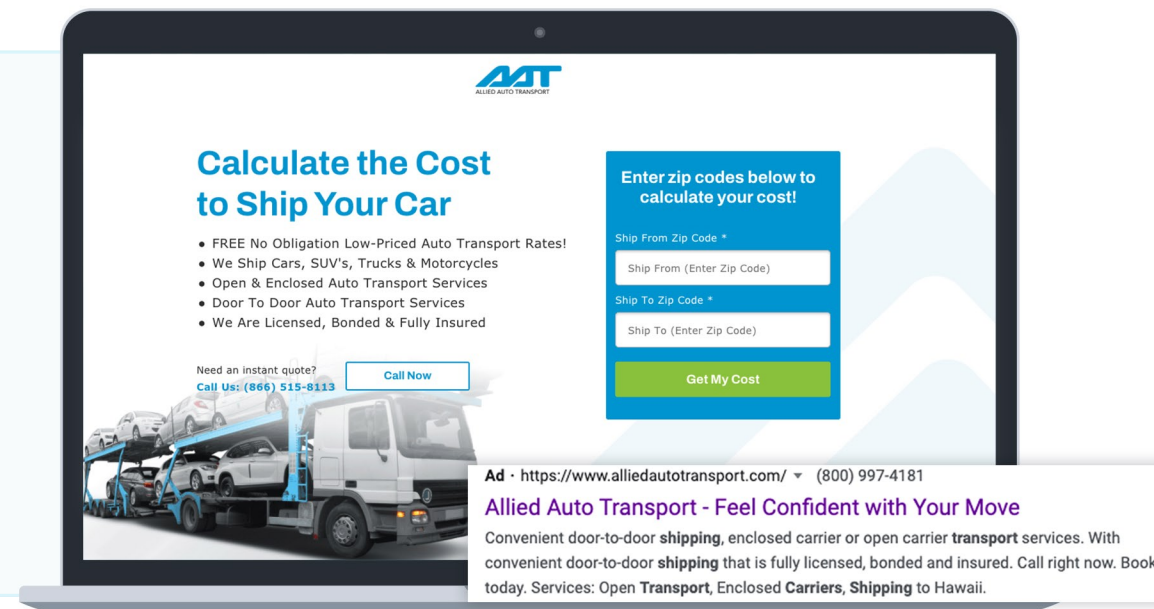 AAT
ALLIED AUTO TRANSPORT
Calculate the Cost
to Ship Your Car
• FREE No Obligation Low-Priced Auto Transport Rates!
• We Ship Cars, SUV's, Trucks & Motorcycles
• Open & Enclosed Auto Transport Services
• Door To Door Auto Transport Services
• We Are Licensed, Bonded & Fully Insured
Need an instant quote?
Call Us: (866) 515-8113
Call Now
Enter zip codes below to
calculate your cost!
Ship From Zip Code *
Ship From (Enter Zip Code)
Ship To Zip Code *
Ship To (Enter Zip Code)
Get My Cost
Ad · https://www.alliedautotransport.com/ ▾ (800) 997-4181
Allied Auto Transport - Feel Confident with Your Move
Convenient door-to-door shipping, enclosed carrier or open carrier transport services. With
convenient door-to-door shipping that is fully licensed, bonded and insured. Call right now. Book
today. Services: Open Transport, Enclosed Carriers, Shipping to Hawaii.